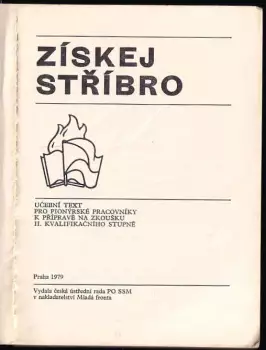 ZÍSKEJ
STŘÍBRO
UČEBNÍ TEXT
PRO PIONÝRSKÉ PRACOVNÍKY
K PŘÍPRAVĚ NA ZKOUŠKU
II. KVALIFIKAČNÍHO STUPNĚ
Praha 1979
Vydala česká ústřední rada PO SSM
v nakladatelství Mladá fronta